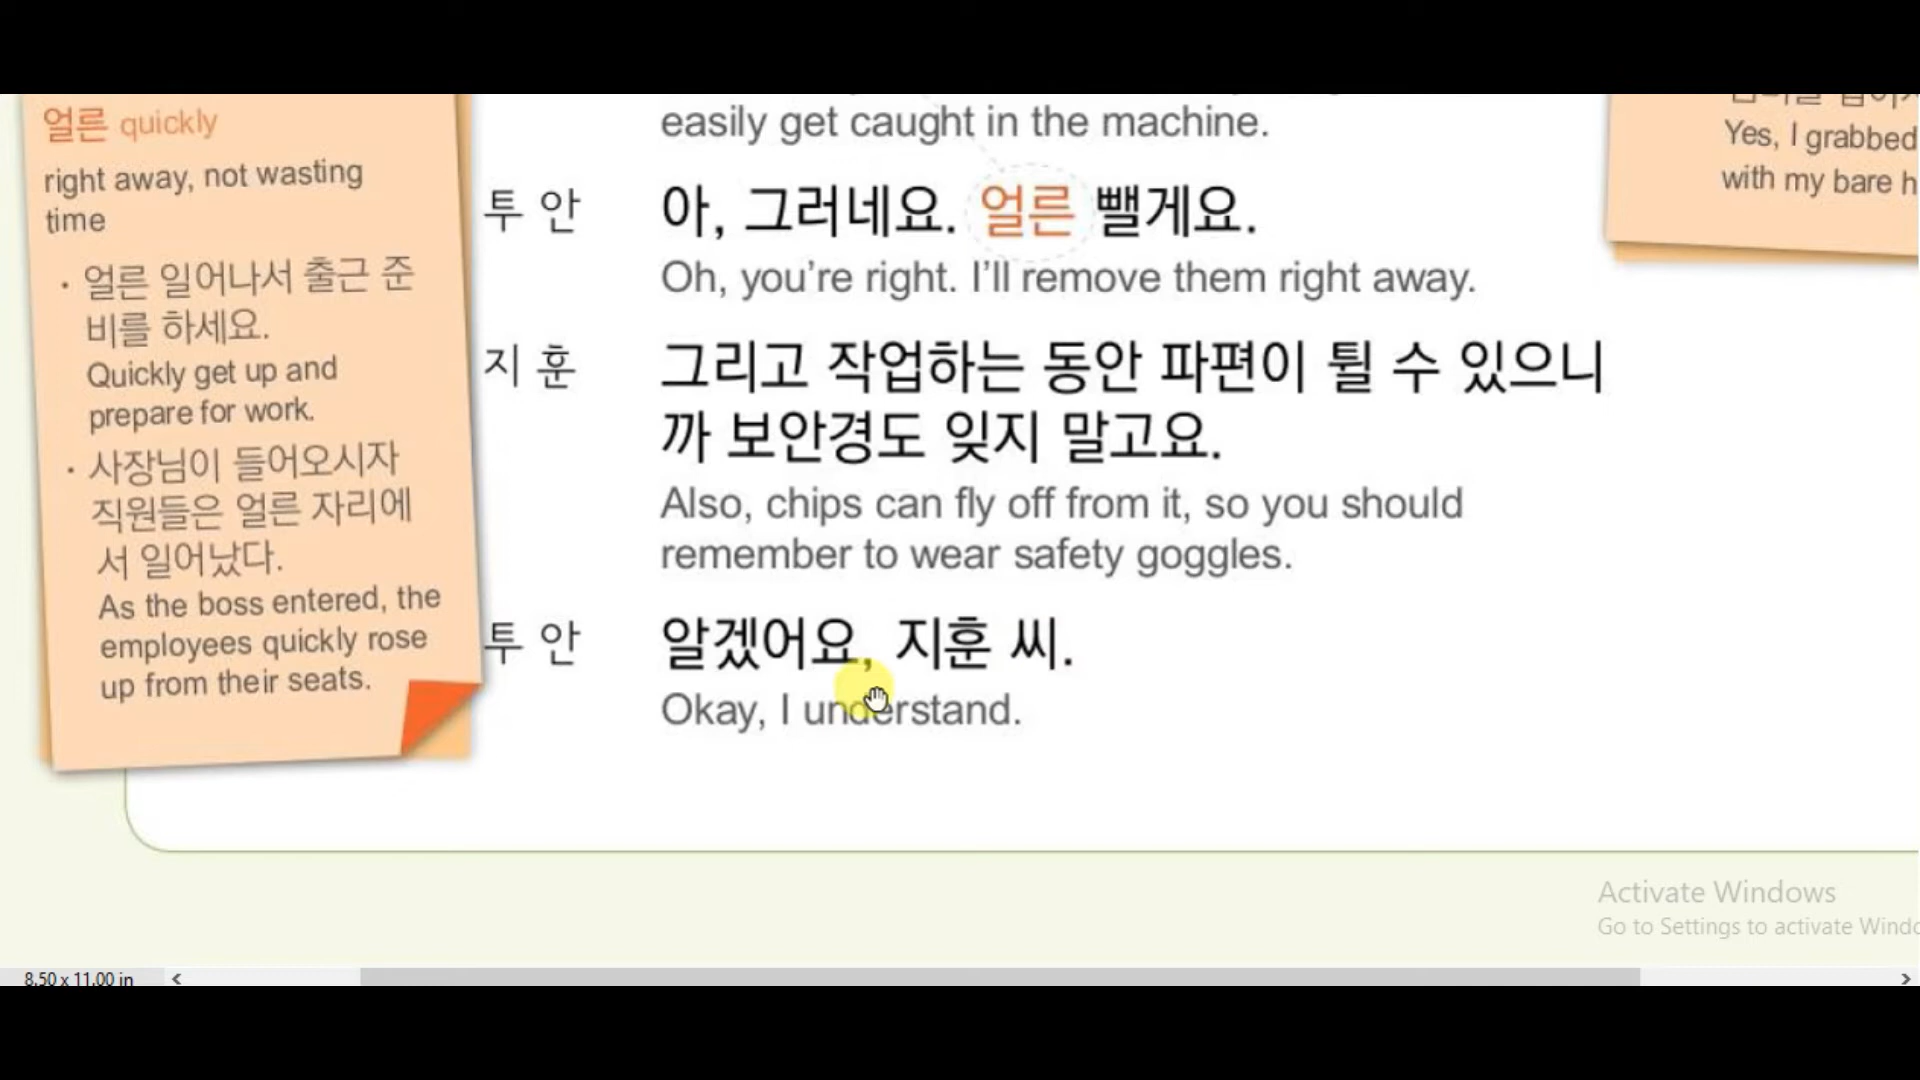 얼른 quickly
right away, not wasting
time
· 얼른 일어나서 출근 준
비를 하세요.
Quickly get up and
prepare for work.
· 사장님이 들어오시자
직원들은 얼른 자리에
서 일어났다.
As the boss entered, the
employees quickly rose
up from their seats.
easily get caught in the machine.
투 안 아, 그러네요. 얼른 뺄게요.
Oh, you're right. I'll remove them right away.
지 훈 그리고 작업하는 동안 파편이 튈 수 있으니
까 보안경도 잊지 말고요.
Also, chips can fly off from it, so you should
remember to wear safety goggles.
투 안 알겠어요, 지훈 씨.
Okay, I understand.
Yes, I grabbed
with my bare h
Activate Windows
Go to Settings to activate Windo
8.50 x 11.00 in